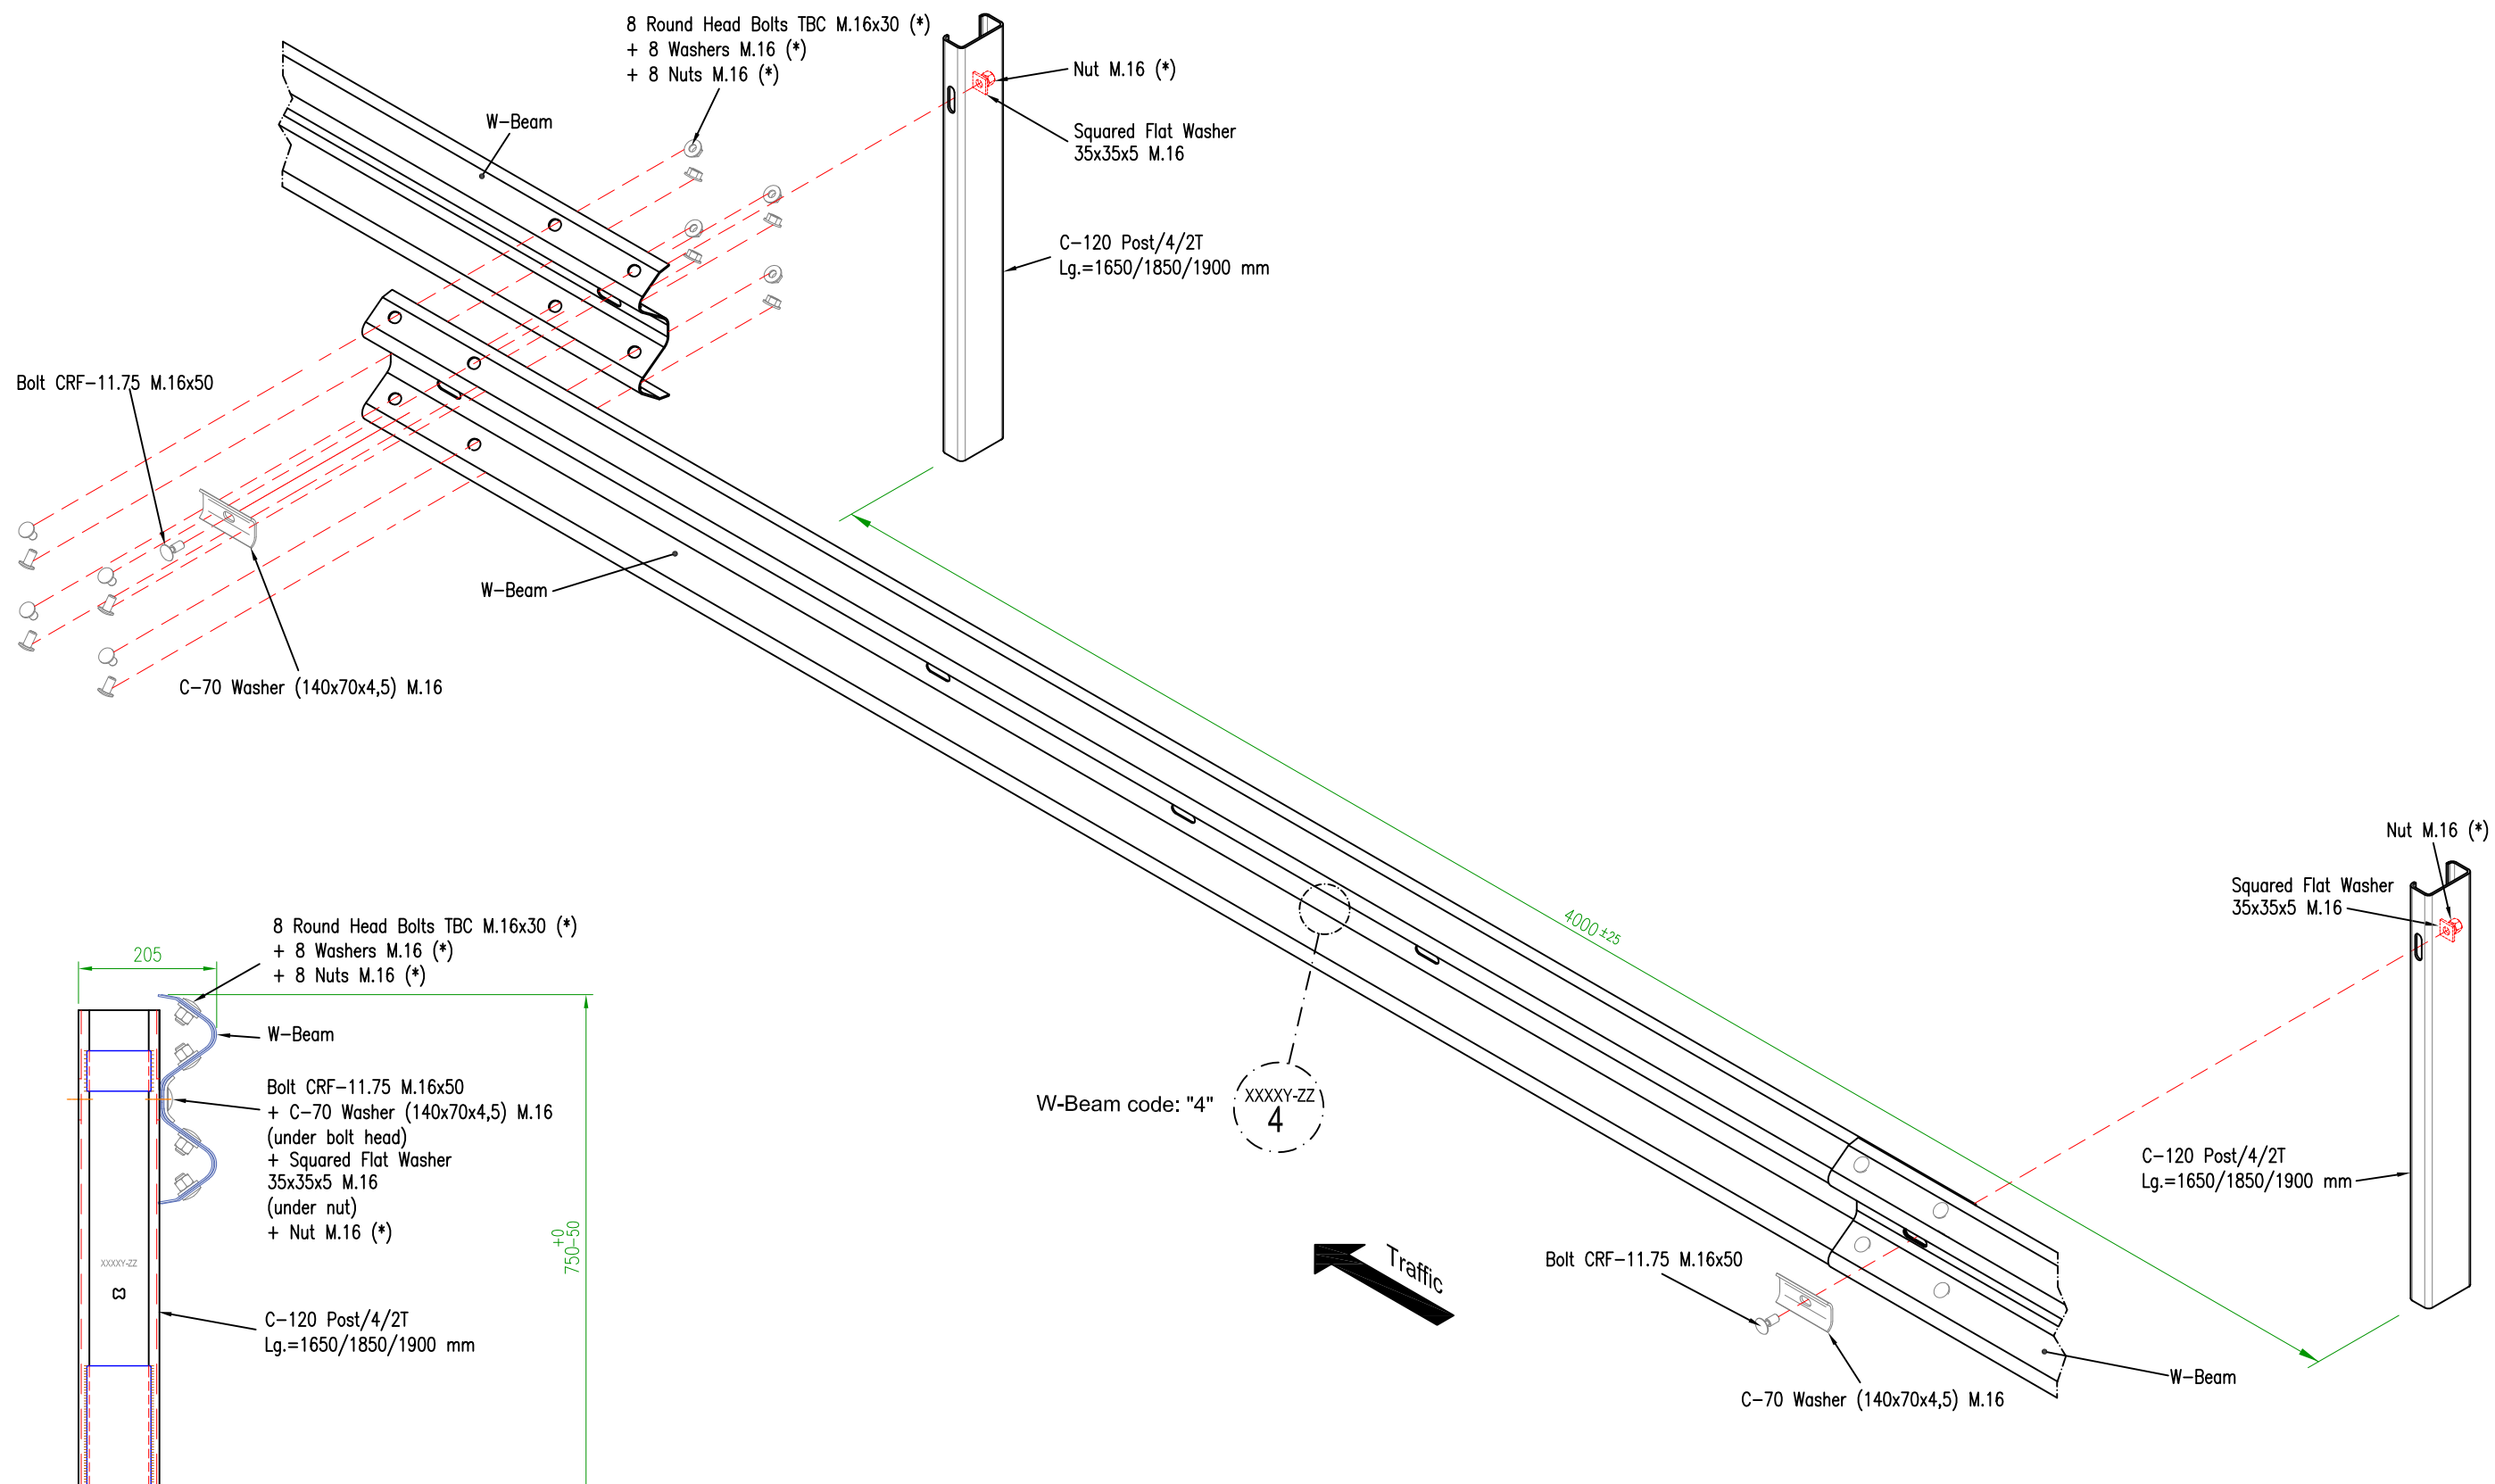 8 Round Head Bolts TBC M.16x30 (*)
+ 8 Washers M.16 (*)
+ 8 Nuts M.16 (*)
W-Beam
Nut M.16 (*)
Squared Flat Washer
35x35x5 M.16
C-120 Post/4/2T
Lg.=1650/1850/1900 mm
Bolt CRF-11.75 M.16x50
W-Beam
C-70 Washer (140x70x4,5) M.16
4000 ±25
Nut M.16 (*)
Squared Flat Washer
35x35x5 M.16
C-120 Post/4/2T
Lg.=1650/1850/1900 mm
W-Beam code: "4"
XXXXY-ZZ
4
Traffic
Bolt CRF-11.75 M.16x50
C-70 Washer (140x70x4,5) M.16
W-Beam
205
8 Round Head Bolts TBC M.16x30 (*)
+ 8 Washers M.16 (*)
+ 8 Nuts M.16 (*)
W-Beam
Bolt CRF-11.75 M.16x50
+ C-70 Washer (140x70x4,5) M.16
(under bolt head)
+ Squared Flat Washer
35x35x5 M.16
(under nut)
+ Nut M.16 (*)
750 +0 -50
XXXXY-ZZ
C-120 Post/4/2T
Lg.=1650/1850/1900 mm